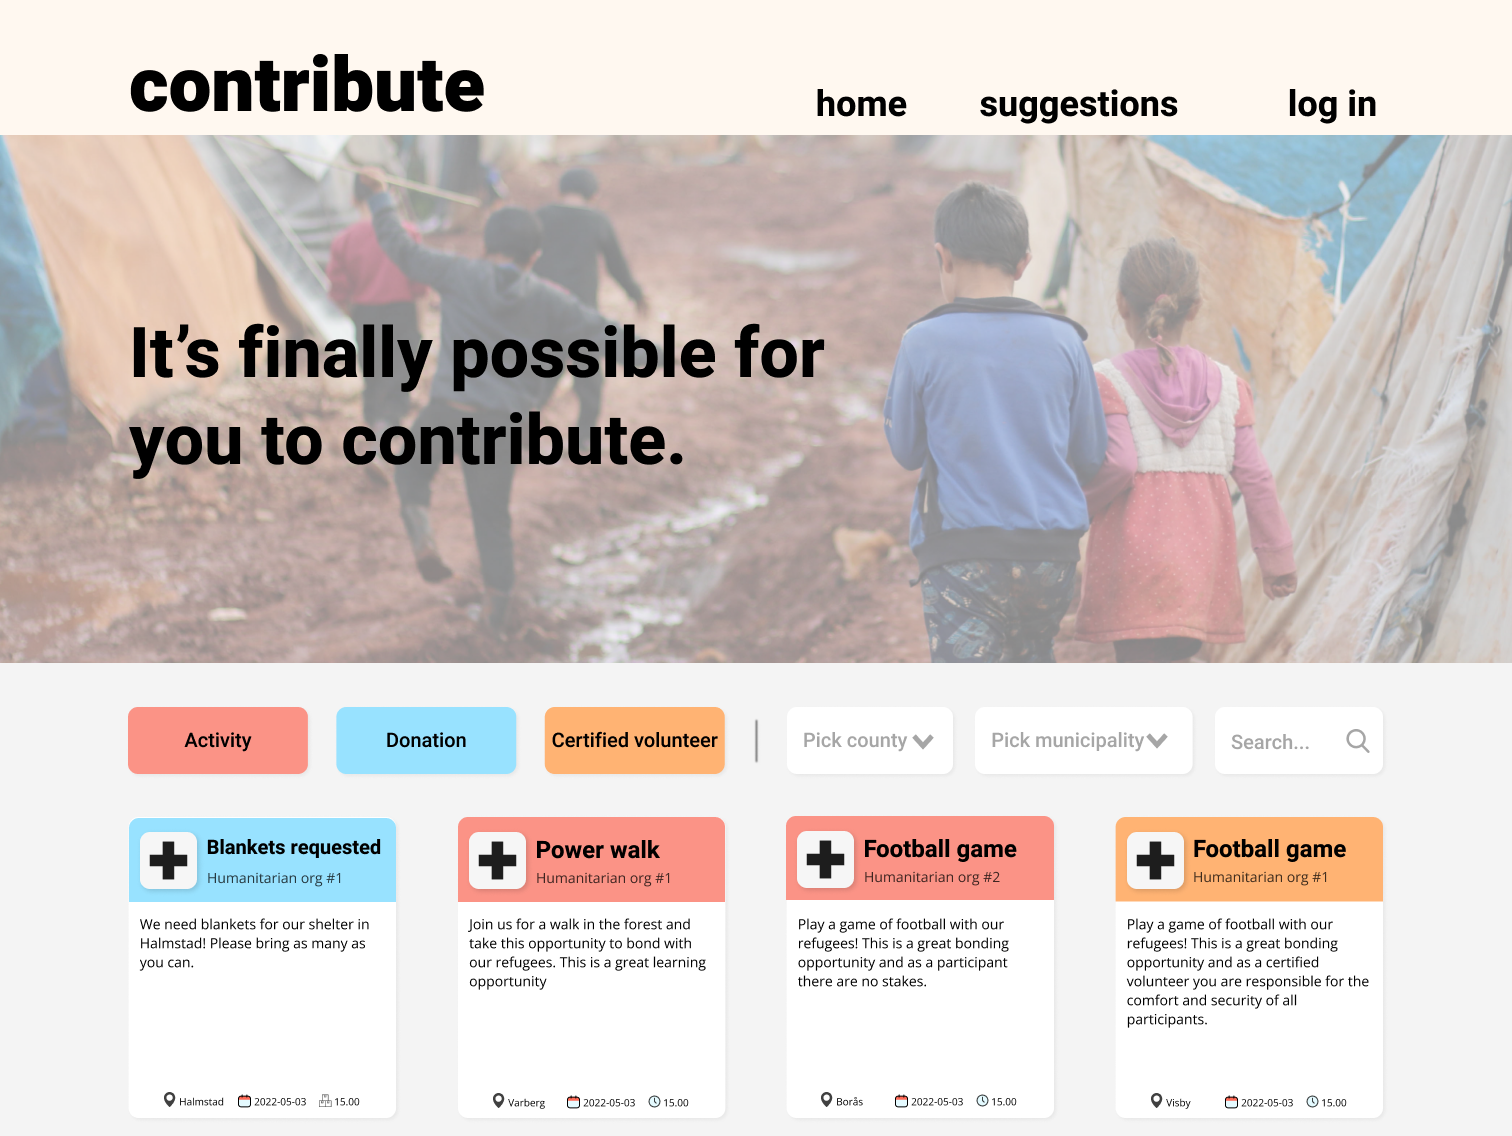 contribute
home suggestions log in
It’s finally possible for
you to contribute.
Activity Donation Certified volunteer Pick county Pick municipality Search...
Blankets requested
Humanitarian org #1
We need blankets for our shelter in
Halmstad! Please bring as many as
you can.
Halmstad 2022-05-03 15.00
Power walk
Humanitarian org #1
Join us for a walk in the forest and
take this opportunity to bond with
our refugees. This is a great learning
opportunity
Varberg 2022-05-03 15.00
Football game
Humanitarian org #2
Play a game of football with our
refugees! This is a great bonding
opportunity and as a participant
there are no stakes.
Borås 2022-05-03 15.00
Football game
Humanitarian org #1
Play a game of football with our
refugees! This is a great bonding
opportunity and as a certified
volunteer you are responsible for the
comfort and security of all
participants.
Visby 2022-05-03 15.00